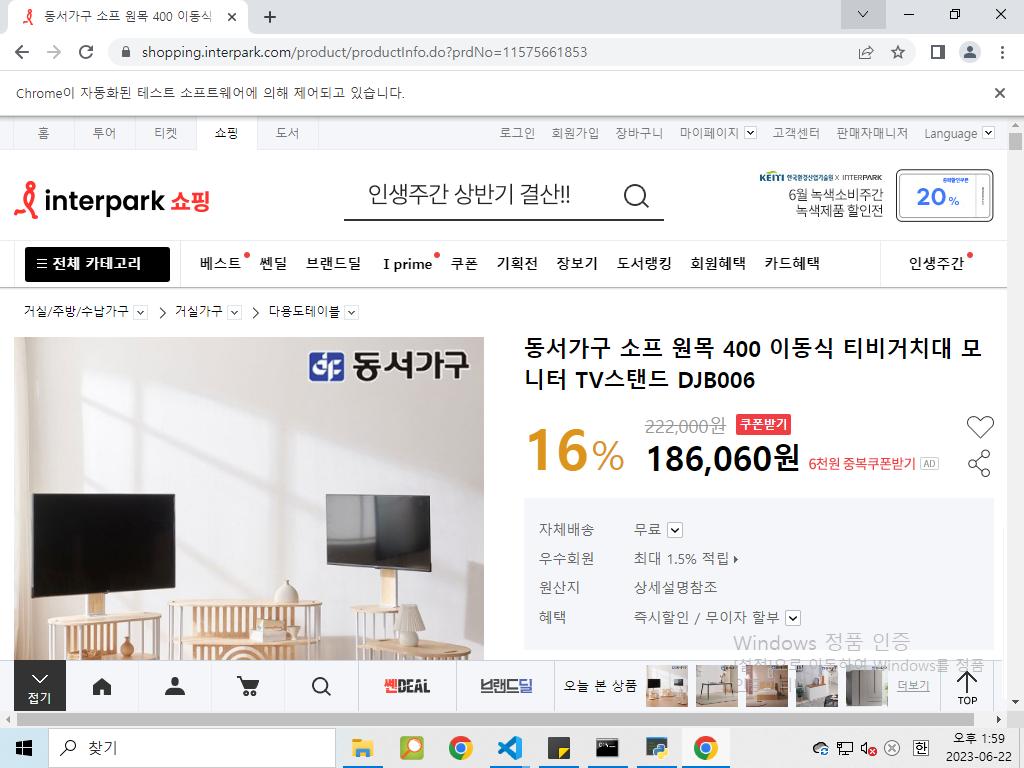 동서가구 소프 원목 400 이동식
shopping.interpark.com/product/productInfo.do?prdNo=11575661853
Chrome이 자동화된 테스트 소프트웨어에 의해 제어되고 있습니다.
홈 투어 티켓 쇼핑 도서 로그인 회원가입 장바구니 마이페이지 고객센터 판매자매니저 Language
interpark 쇼핑
인생주간 상반기 결산!!
KEITI 한국환경산업기술원 X INTERPARK
6월 녹색소비주간
녹색제품 할인전
20%
전체 카테고리 베스트 쎈딜 브랜드딜 I prime 쿠폰 기획전 장보기 도서랭킹 회원혜택 카드혜택 인생주간
거실/주방/수납가구 거실가구 다용도테이블
동서가구
동서가구 소프 원목 400 이동식 티비거치대 모
니터 TV스탠드 DJB006
16%
222,000원 쿠폰받기
186,060원 6천원 중복쿠폰받기 AD
자체배송 무료
우수회원 최대 1.5% 적립
원산지 상세설명참조
혜택 즉시할인 / 무이자 할부
Windows 정품 인증
[설정]으로 이동하여 Windows를 정품
접기 쎈DEAL 브랜드딜 오늘 본 상품 더보기 TOP
찾기
한
오후 1:59
2023-06-22